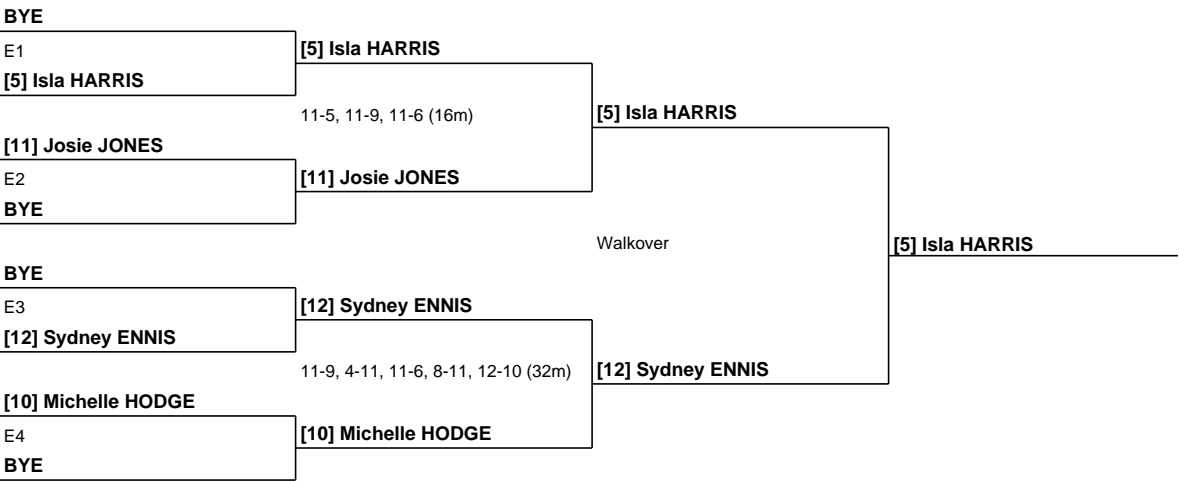 BYE
E1
[5] Isla HARRIS
[5] Isla HARRIS
11-5, 11-9, 11-6 (16m)
[5] Isla HARRIS
[11] Josie JONES
E2
[11] Josie JONES
BYE
Walkover
[5] Isla HARRIS
BYE
E3
[12] Sydney ENNIS
[12] Sydney ENNIS
11-9, 4-11, 11-6, 8-11, 12-10 (32m)
[12] Sydney ENNIS
[10] Michelle HODGE
E4
[10] Michelle HODGE
BYE